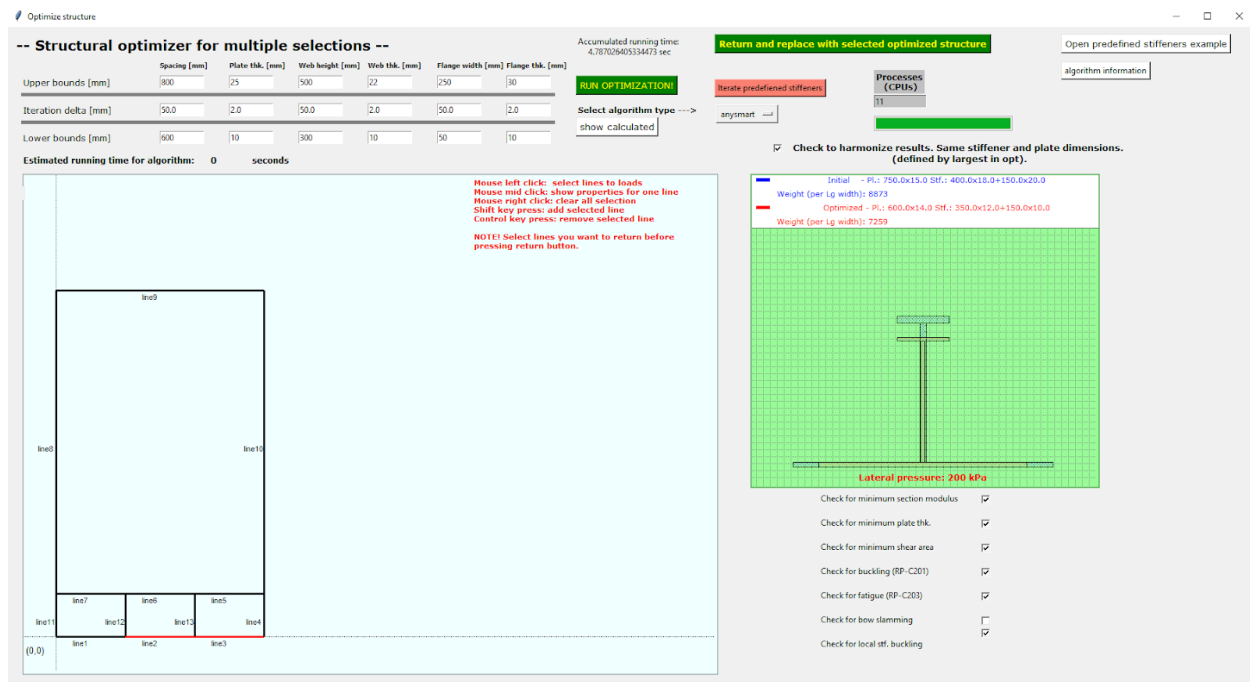 Optimize structure
-- Structural optimizer for multiple selections --
Accumulated running time:
4.787026405334473 sec
Return and replace with selected optimized structure
Open predefined stiffeners example
Spacing [mm] Plate thk. [mm] Web height [mm] Web thk. [mm] Flange width [mm] Flange thk. [mm]
Upper bounds [mm] 800 25 500 22 250 30
RUN OPTIMIZATION!
Iterate predefiened stiffeners
Processes
(CPUs)
11
algorithm information
Iteration delta [mm] 50.0 2.0 50.0 2.0 50.0 2.0
Select algorithm type --->
anysmart
show calculated
Lower bounds [mm] 600 10 300 10 50 10
Check to harmonize results. Same stiffener and plate dimensions.
(defined by largest in opt).
Estimated running time for algorithm: 0 seconds
Mouse left click: select lines to loads
Mouse mid click: show properties for one line
Mouse right click: clear all selection
Shift key press: add selected line
Control key press: remove selected line
NOTE! Select lines you want to return before
pressing return button.
Initial - Pl.: 750.0x15.0 Stf.: 400.0x18.0+150.0x20.0
Weight (per Lg width): 8873
Optimized - Pl.: 600.0x14.0 Stf.: 350.0x12.0+150.0x10.0
Weight (per Lg width): 7259
line9
line8
line10
line7
line6
line5
line11
line12
line13
line4
line1
line2
line3
(0,0)
Lateral pressure: 200 kPa
Check for minimum section modulus
Check for minimum plate thk.
Check for minimum shear area
Check for buckling (RP-C201)
Check for fatigue (RP-C203)
Check for bow slamming
Check for local stf. buckling